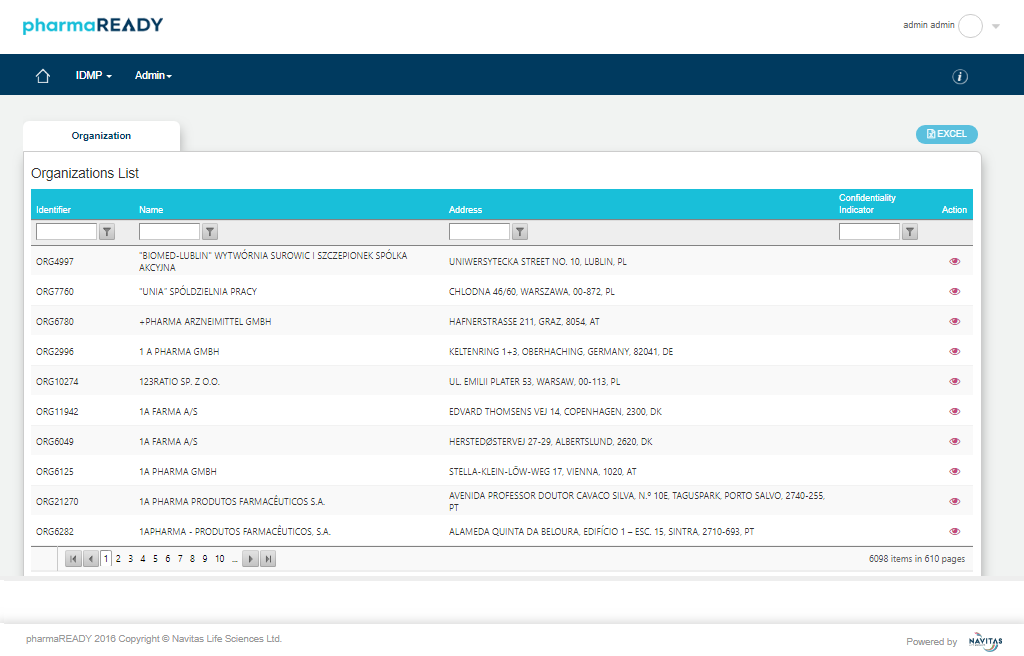 pharmaREADY
admin admin
IDMP
Admin
i
Organization
EXCEL
Organizations List
Identifier Name Address Confidentiality Indicator Action
ORG4997 "BIOMED-LUBLIN" WYTWÓRNIA SUROWIC I SZCZEPIONEK SPÓLKA AKCYJNA UNIWERSYTECKA STREET NO. 10, LUBLIN, PL
ORG7760 "UNIA" SPÓLDZIELNIA PRACY CHLODNA 46/60, WARSZAWA, 00-872, PL
ORG6780 +PHARMA ARZNEIMITTEL GMBH HAFNERSTRASSE 211, GRAZ, 8054, AT
ORG2996 1 A PHARMA GMBH KELTENRING 1+3, OBERHACHING, GERMANY, 82041, DE
ORG10274 123RATIO SP. Z O.O. UL. EMILII PLATER 53, WARSAW, 00-113, PL
ORG11942 1A FARMA A/S EDVARD THOMSENS VEJ 14, COPENHAGEN, 2300, DK
ORG6049 1A FARMA A/S HERSTEDØSTERVEJ 27-29, ALBERTSLUND, 2620, DK
ORG6125 1A PHARMA GMBH STELLA-KLEIN-LÖW-WEG 17, VIENNA, 1020, AT
ORG21270 1A PHARMA PRODUTOS FARMACÉUTICOS S.A. AVENIDA PROFESSOR DOUTOR CAVACO SILVA, N.º 10E, TAGUSPARK, PORTO SALVO, 2740-255, PT
ORG6282 1APHARMA - PRODUTOS FARMACÊUTICOS, S.A. ALAMEDA QUINTA DA BELOURA, EDIFÍCIO 1 – ESC. 15, SINTRA, 2710-693, PT
1 2 3 4 5 6 7 8 9 10 ... 6098 items in 610 pages
pharmaREADY 2016 Copyright © Navitas Life Sciences Ltd.
Powered by NAVITAS